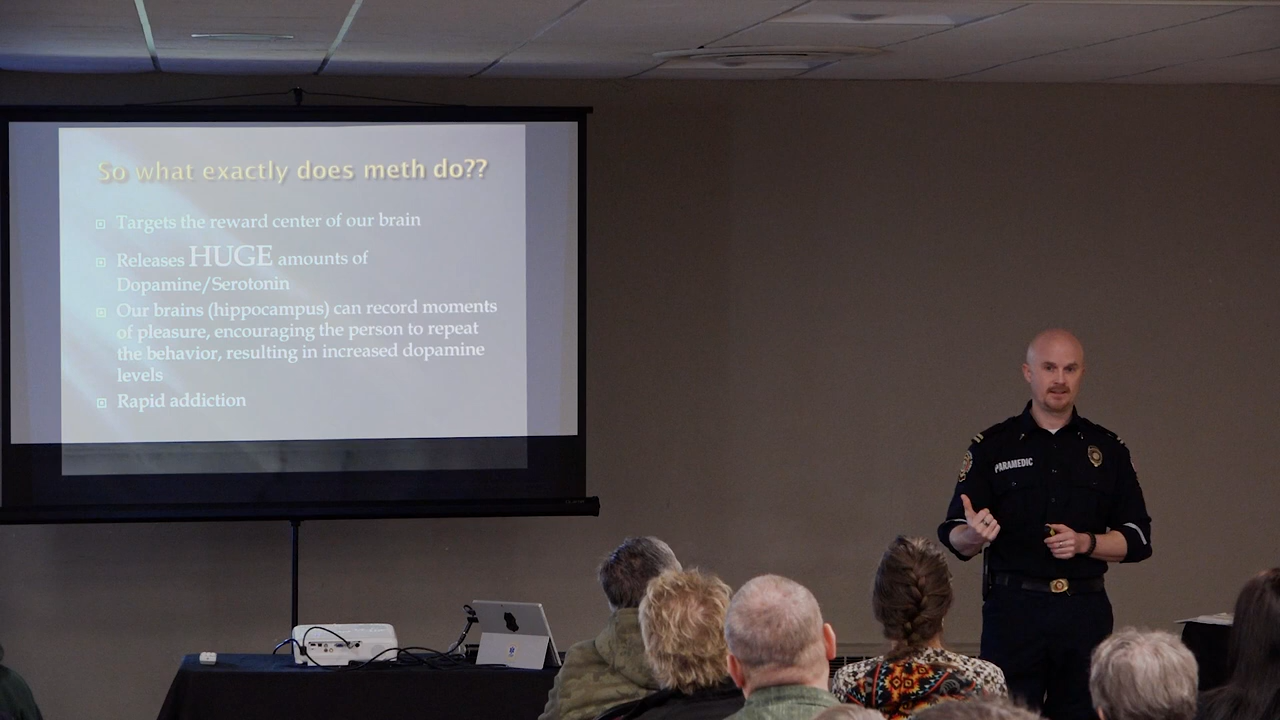 So what exactly does meth do??
Targets the reward center of our brain
Releases HUGE amounts of
Dopamine/Serotonin
Our brains (hippocampus) can record moments
of pleasure, encouraging the person to repeat
the behavior, resulting in increased dopamine
levels
Rapid addiction
PARAMEDIC